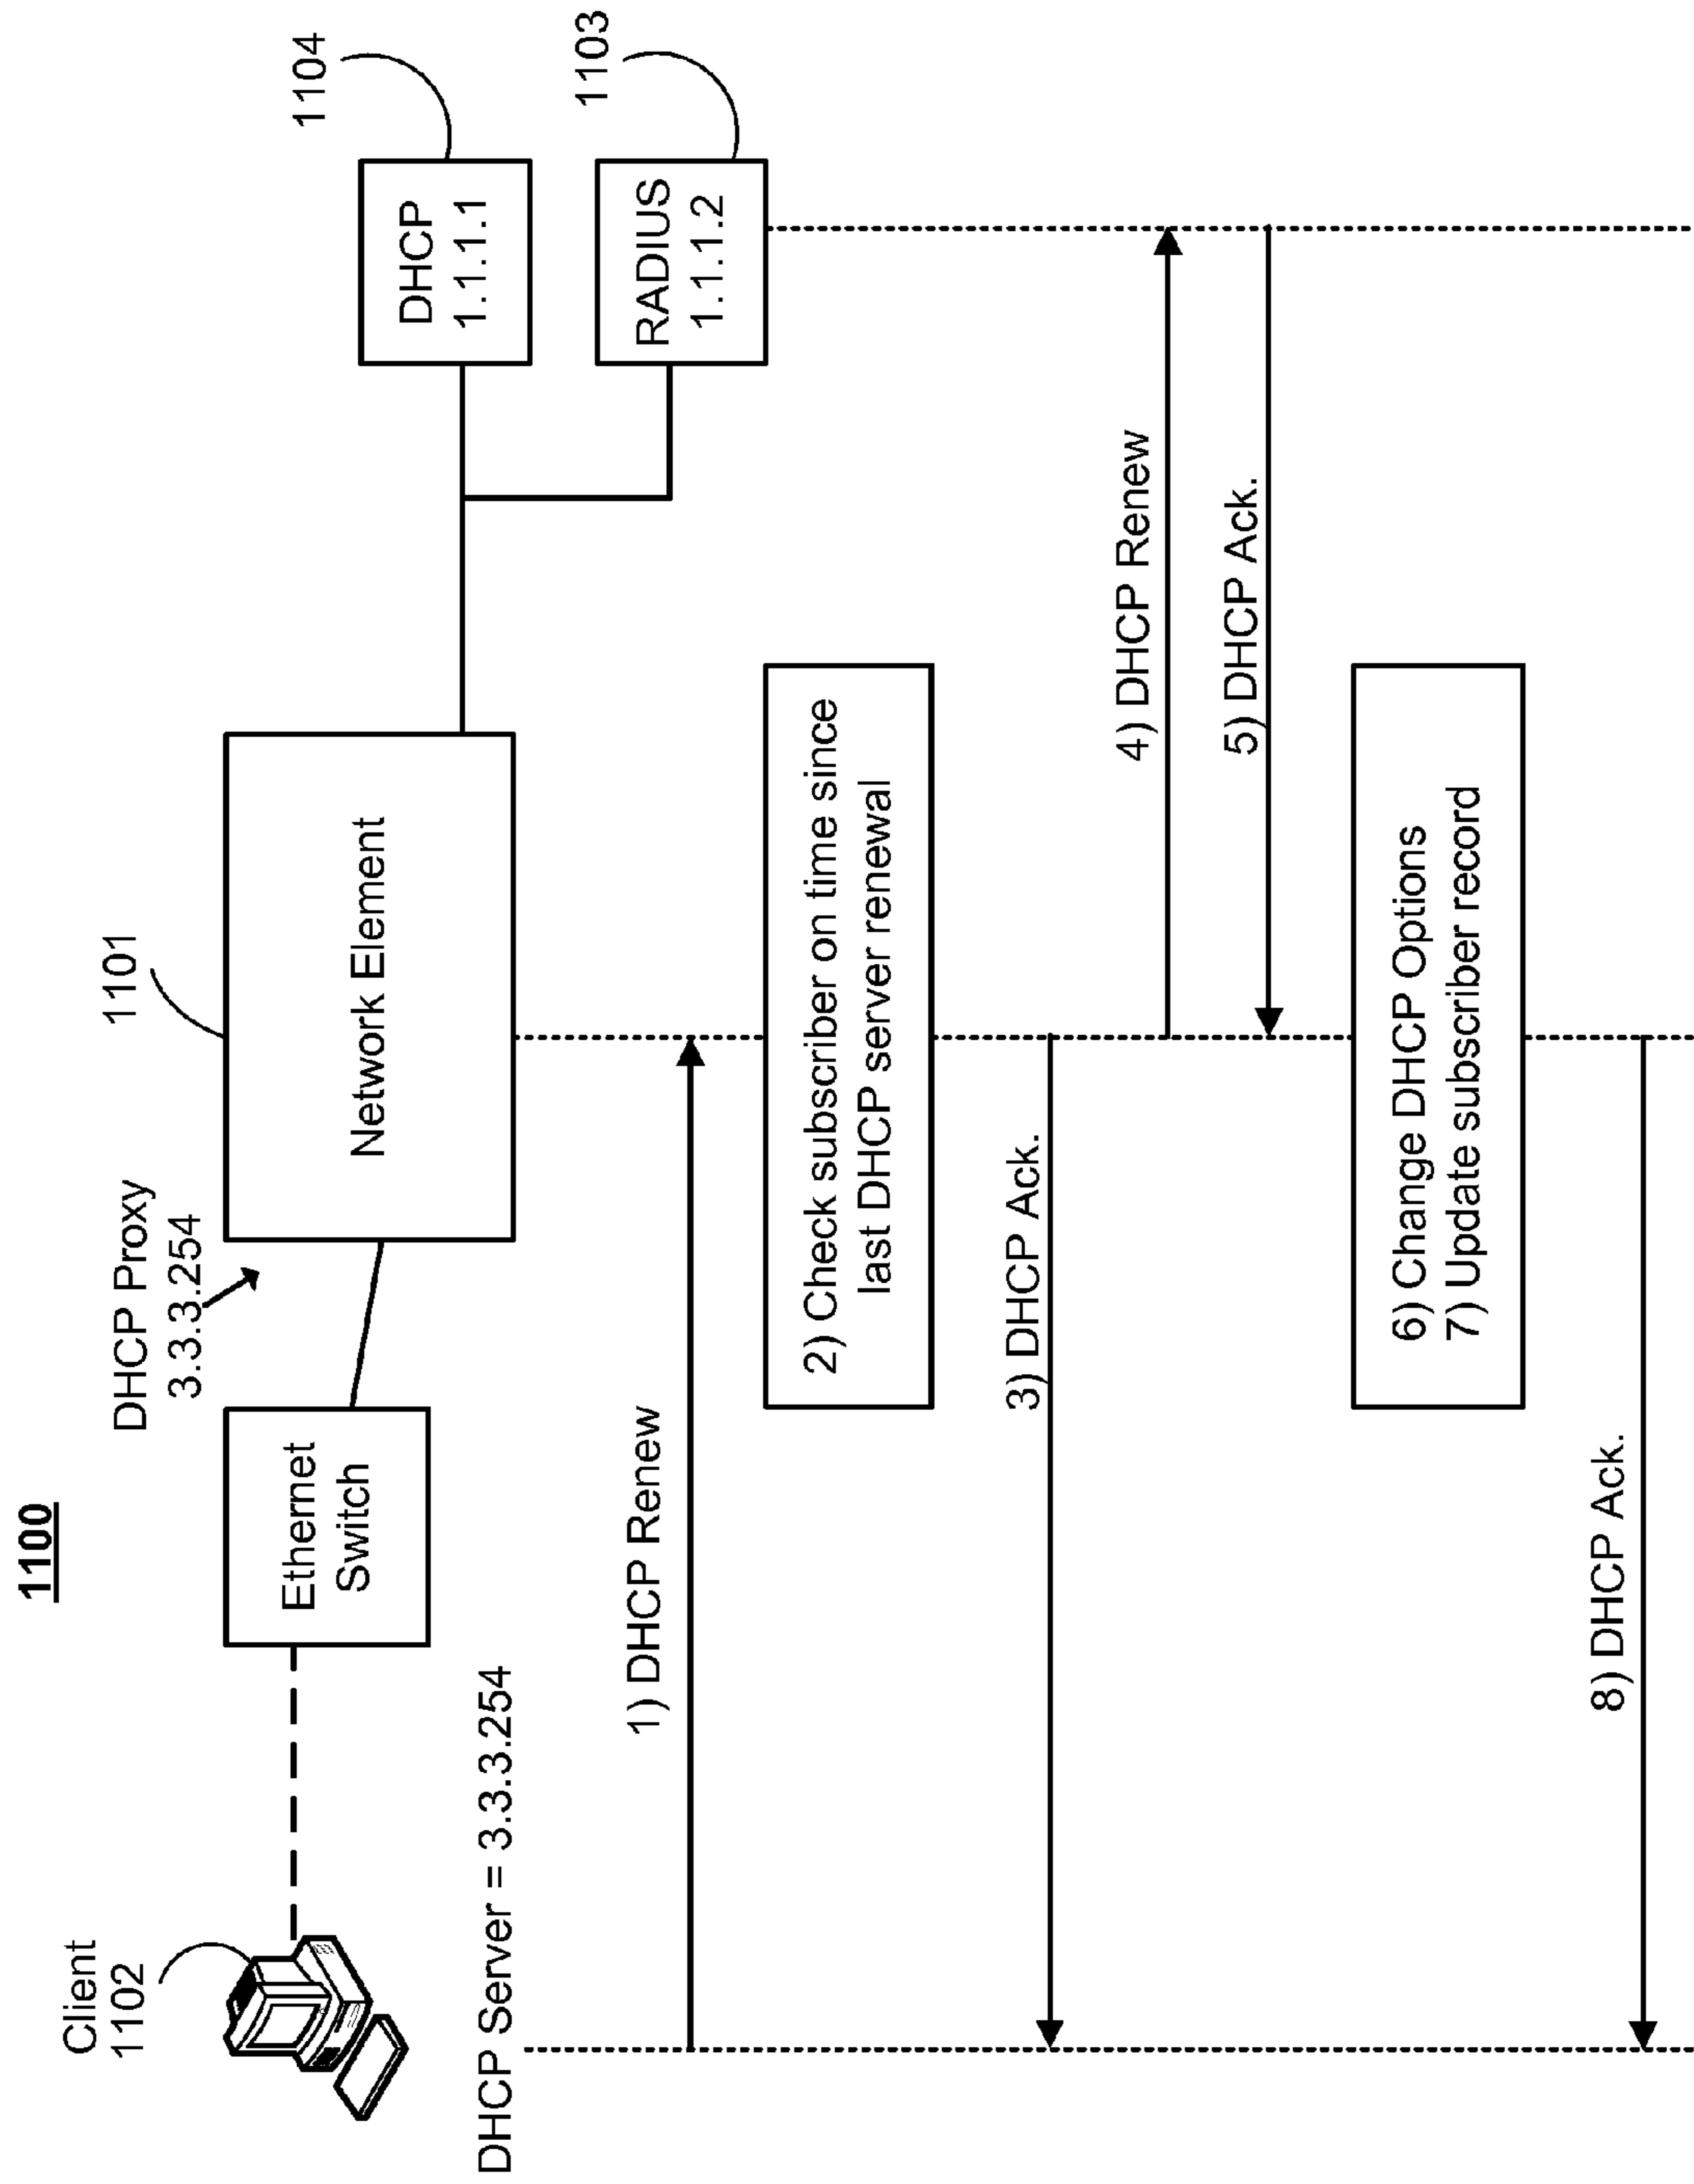 1100
Client
1102
DHCP Proxy
3.3.3.254
1101
1104
1103
Ethernet
Switch
Network Element
DHCP
1.1.1.1
RADIUS
1.1.1.2
DHCP Server = 3.3.3.254
1) DHCP Renew
2) Check subscriber on time since
last DHCP server renewal
3) DHCP Ack.
4) DHCP Renew
5) DHCP Ack.
6) Change DHCP Options
7) Update subscriber record
8) DHCP Ack.